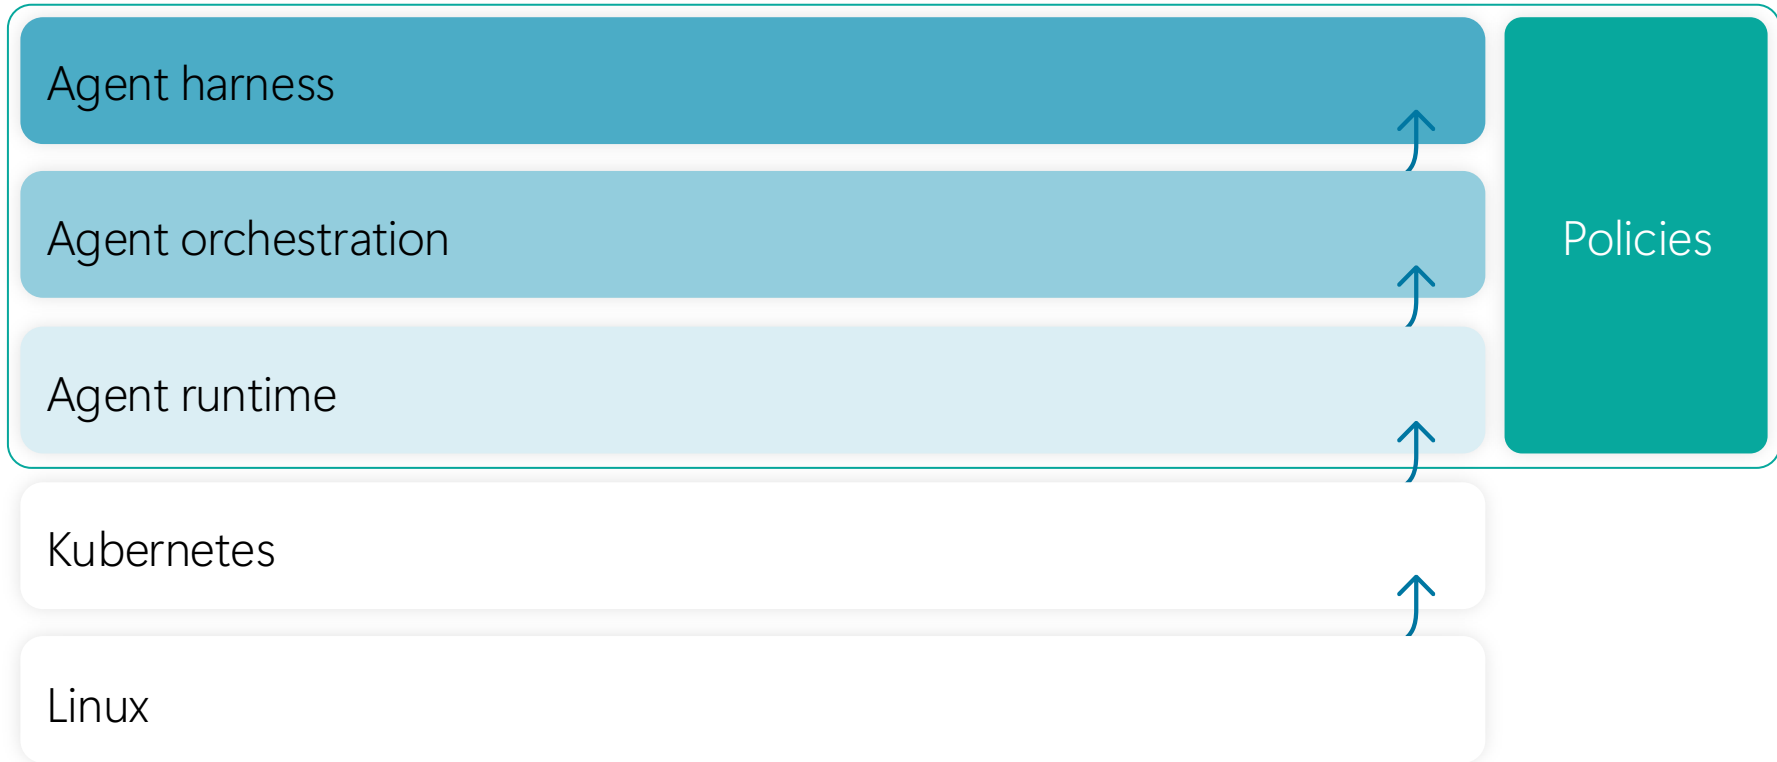 Agent harness
Agent orchestration
Policies
Agent runtime
Kubernetes
Linux